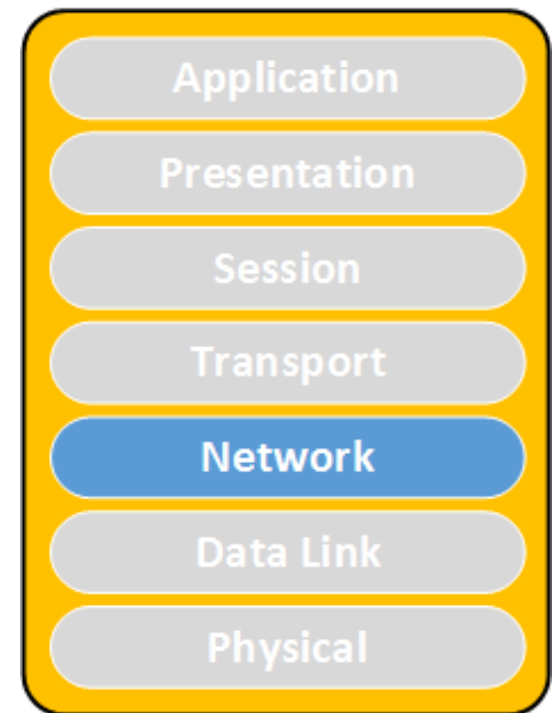 Application
Presentation
Session
Transport
Network
Data Link
Physical